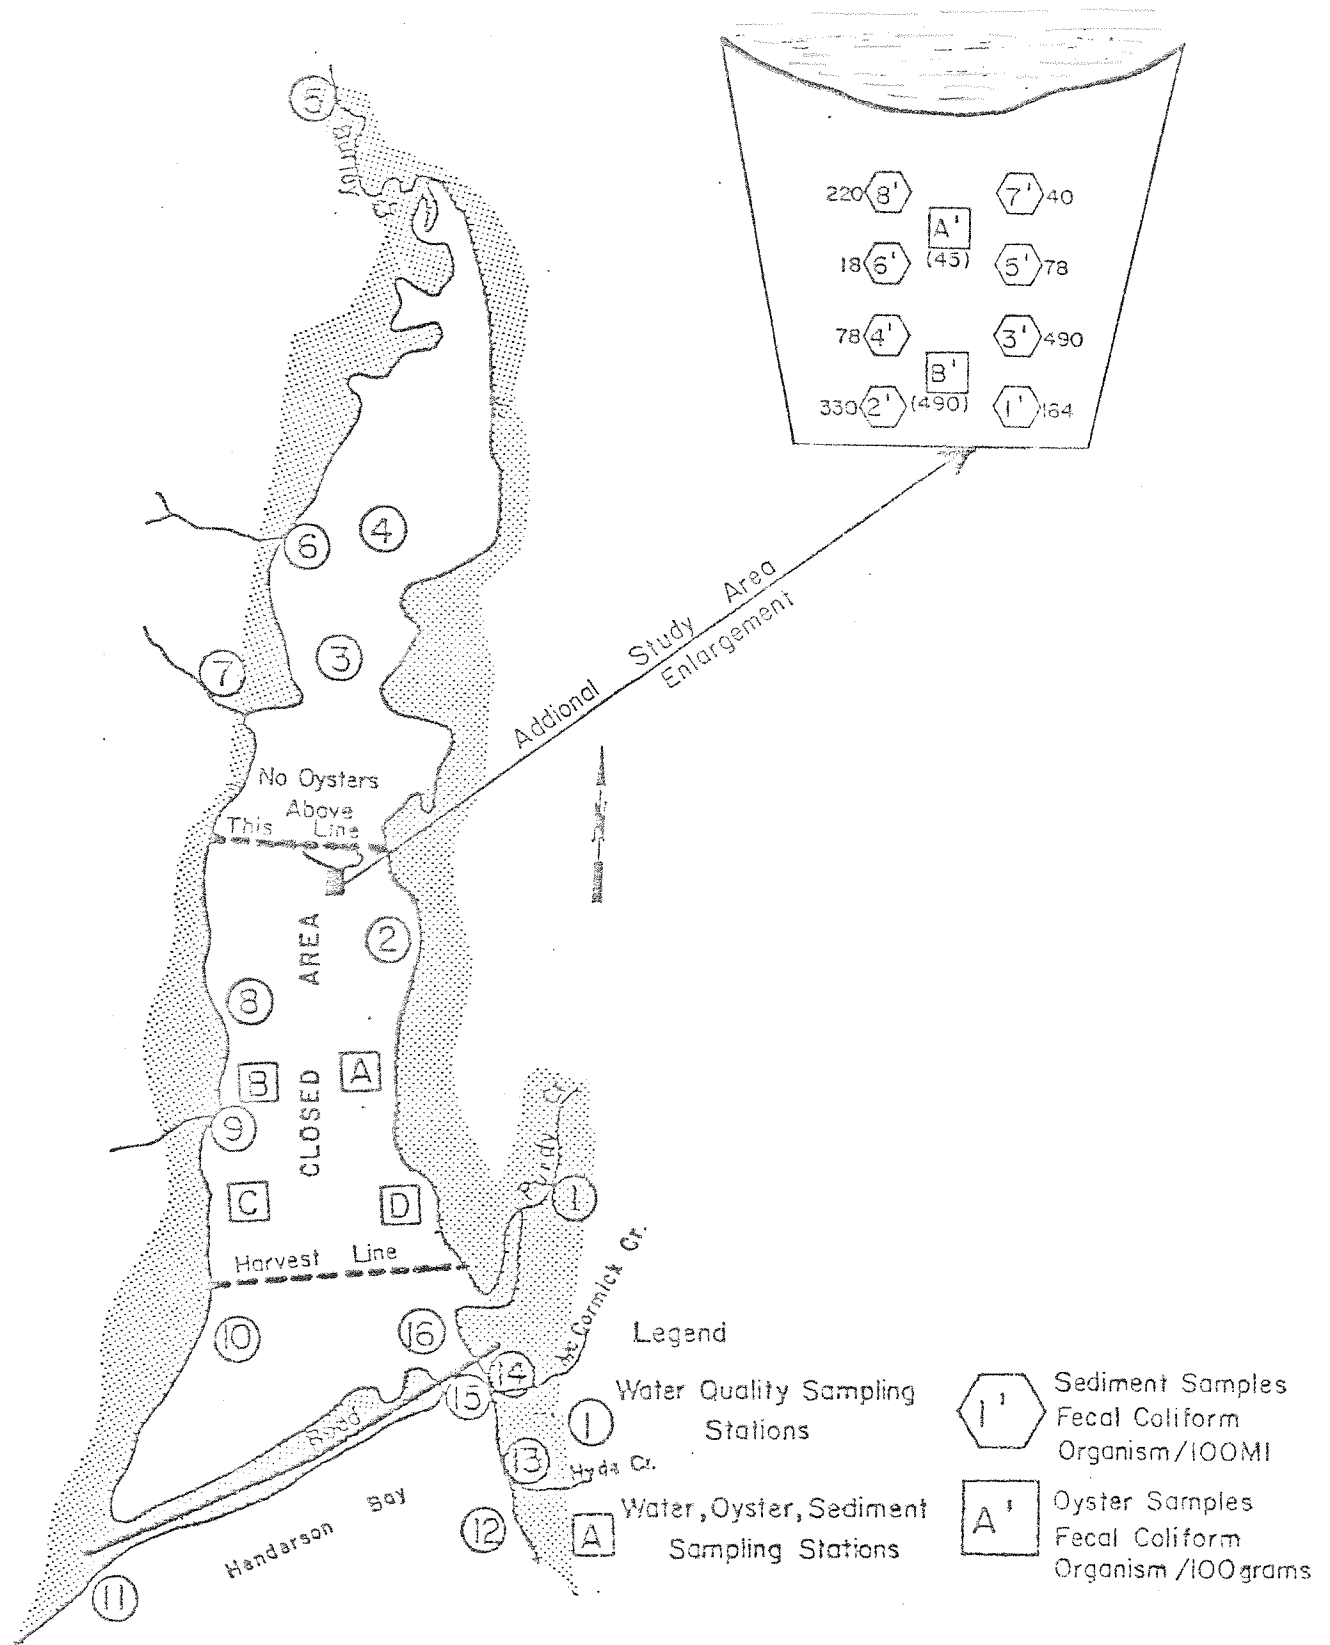 5
Burley
Cr
220 8' 7' 40
A'
18 6' (45) 5' 78
78 4' 3' 490
B'
330 2' (490) 1' 164
4
6
3
7
Addional Study Area
Enlargement
No Oysters
Above
This Line
2
8
CLOSED AREA
B A
9
C D
Purdy Cr
1
Harvest Line
10
16
Mc Cormick Cr.
14
15
Road
13
Hyde Cr.
12
Henderson Bay
11
Legend
1 Water Quality Sampling
Stations
A Water, Oyster, Sediment
Sampling Stations
1' Sediment Samples
Fecal Coliform
Organism/100Ml
A' Oyster Samples
Fecal Coliform
Organism/100grams